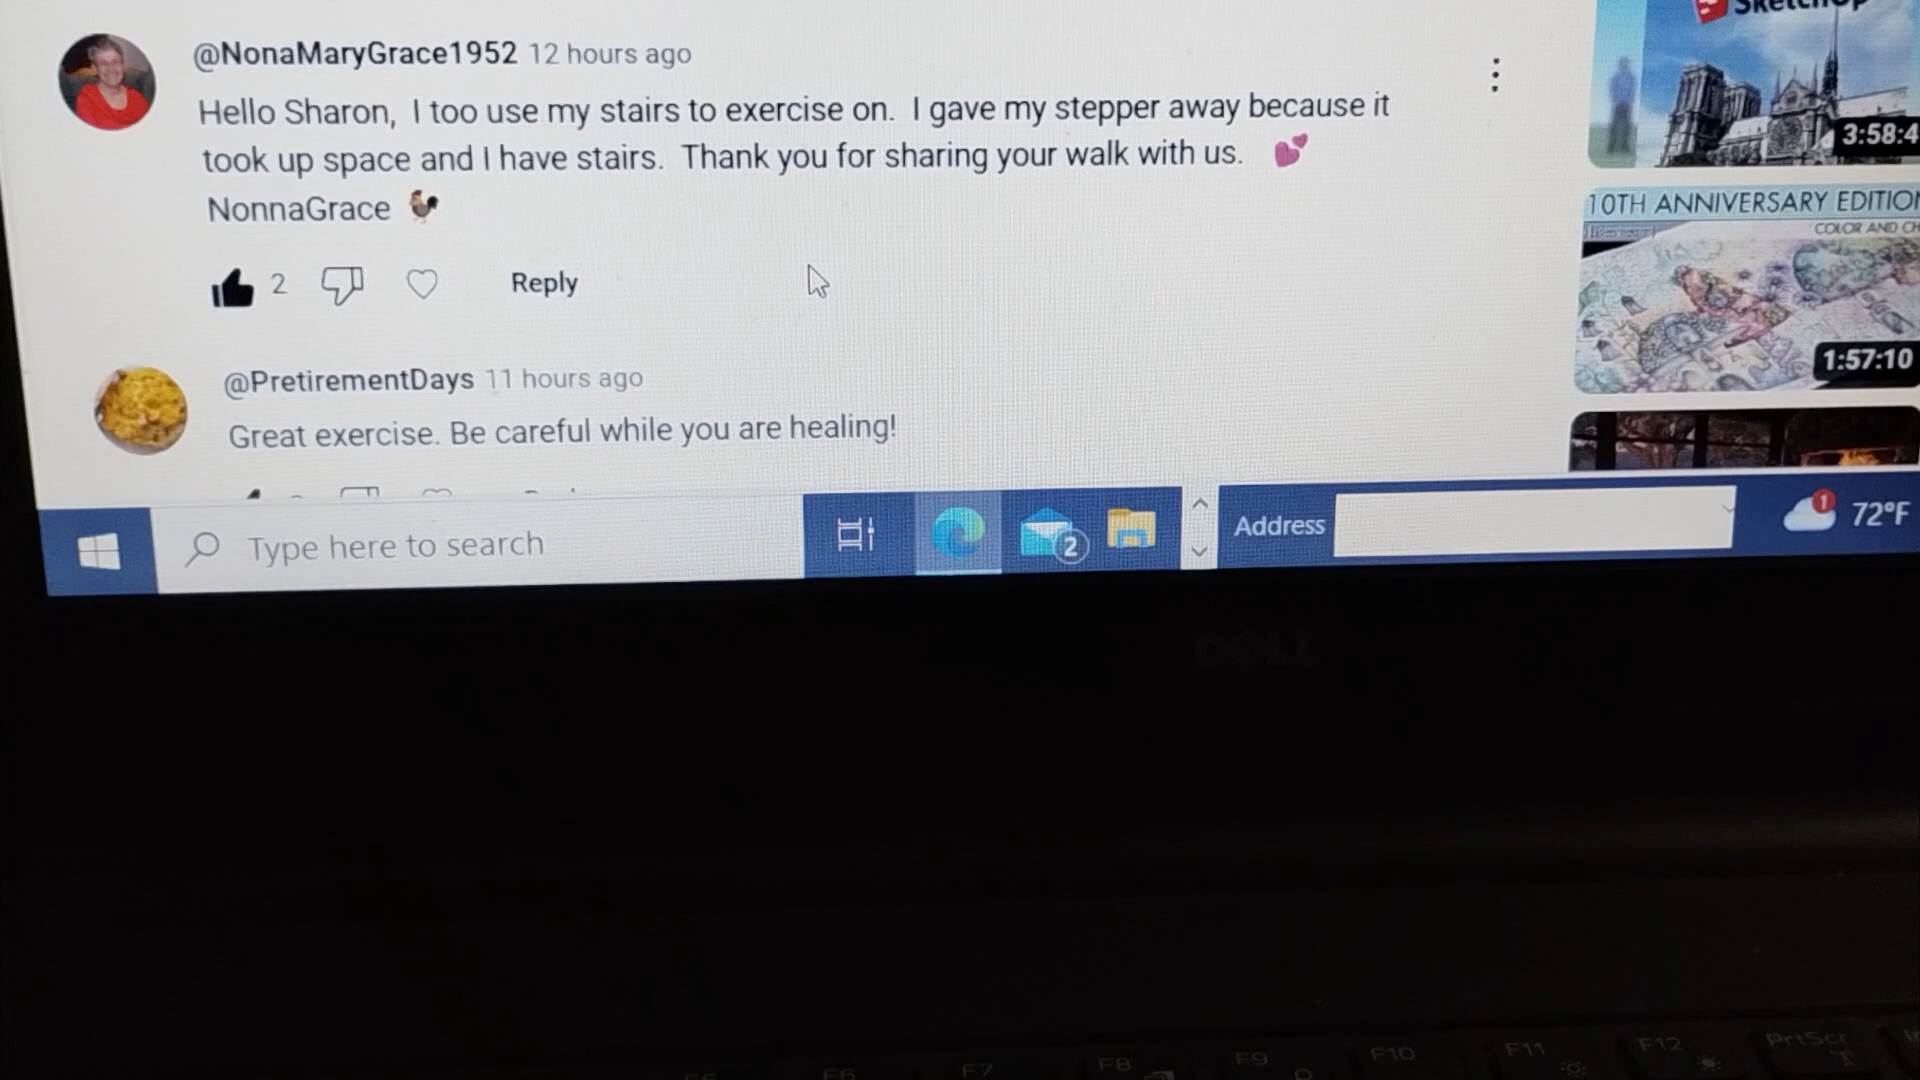 @NonaMaryGrace1952 12 hours ago
Hello Sharon, I too use my stairs to exercise on. I gave my stepper away because it
took up space and I have stairs. Thank you for sharing your walk with us. 💕
NonnaGrace 🐓
2
Reply
@PretirementDays 11 hours ago
Great exercise. Be careful while you are healing!
SketchUp
3:58:4
10TH ANNIVERSARY EDITION
COLOR AND CH
1:57:10
Type here to search
2
Address
1
72°F
DELL
F6
F7
F8
F9
F10
F11
F12
PrtScr